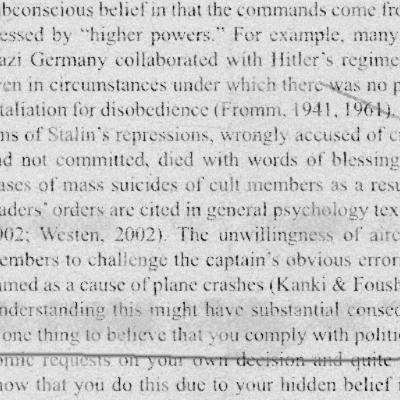 bconscious belief in that the commands come fro
essed by “higher powers.” For example, many
azi Germany collaborated with Hitler’s regime
en in circumstances under which there was no p
taliation for disobedience (Fromm, 1941, 1961).
ms of Stalin’s repressions, wrongly accused of c
d not committed, died with words of blessing
ases of mass suicides of cult members as a resu
aders’ orders are cited in general psychology tex
002; Westen, 2002). The unwillingness of airc
embers to challenge the captain’s obvious error
amed as a cause of plane crashes (Kanki & Foush
nderstanding this might have substantial conse
one thing to believe that you comply with politi
omic requests on your own decision and quite
now that you do this due to your hidden belief i